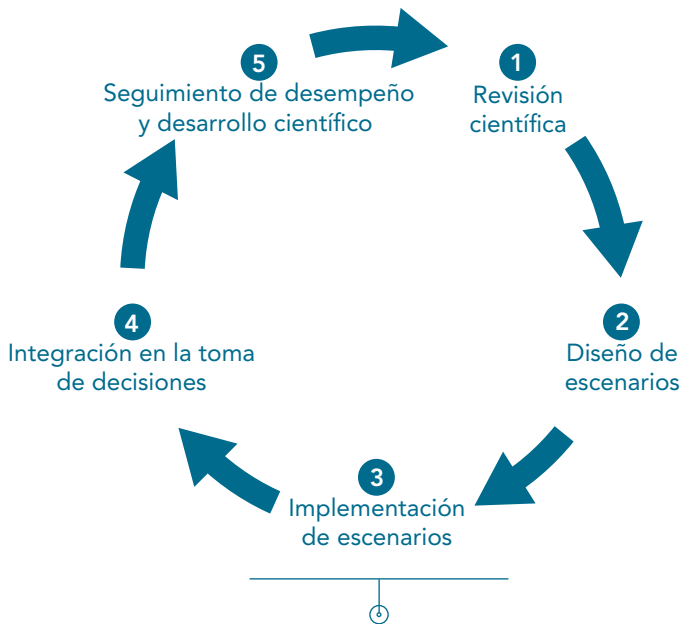 1
Revisión
científica
2
Diseño de
escenarios
3
Implementación
de escenarios
4
Integración en la toma
de decisiones
5
Seguimiento de desempeño
y desarrollo científico